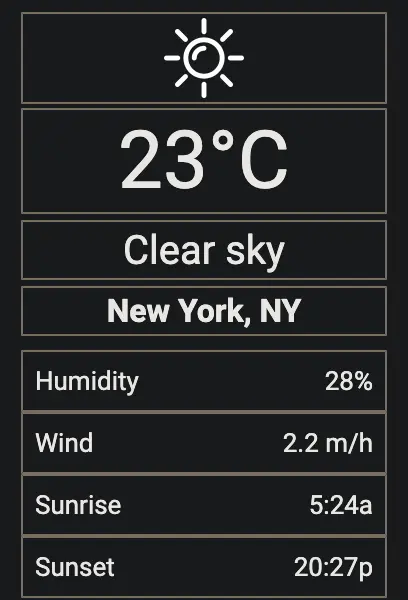 23°C
Clear sky
New York, NY
Humidity 28%
Wind 2.2 m/h
Sunrise 5:24a
Sunset 20:27p